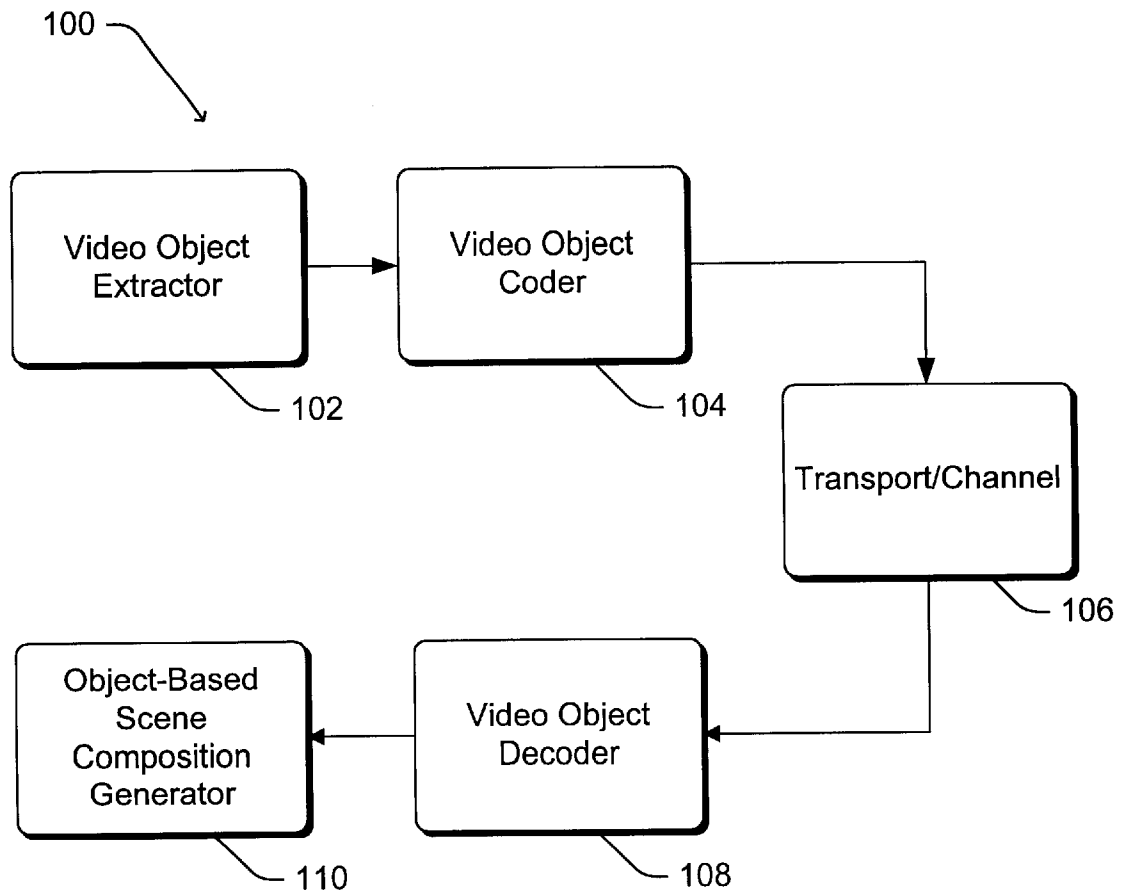 100
Video Object
Extractor
102
Video Object
Coder
104
Transport/Channel
106
Object-Based
Scene
Composition
Generator
110
Video Object
Decoder
108